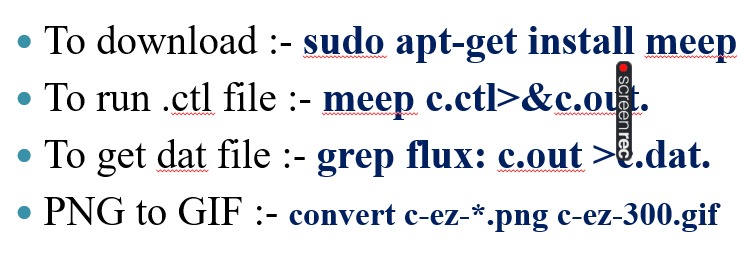 • To download :- sudo apt-get install meep
• To run .ctl file :- meep c.ctl>&c.out.
• To get dat file :- grep flux: c.out >c.dat.
• PNG to GIF :- convert c-ez-*.png c-ez-300.gif
screenrec